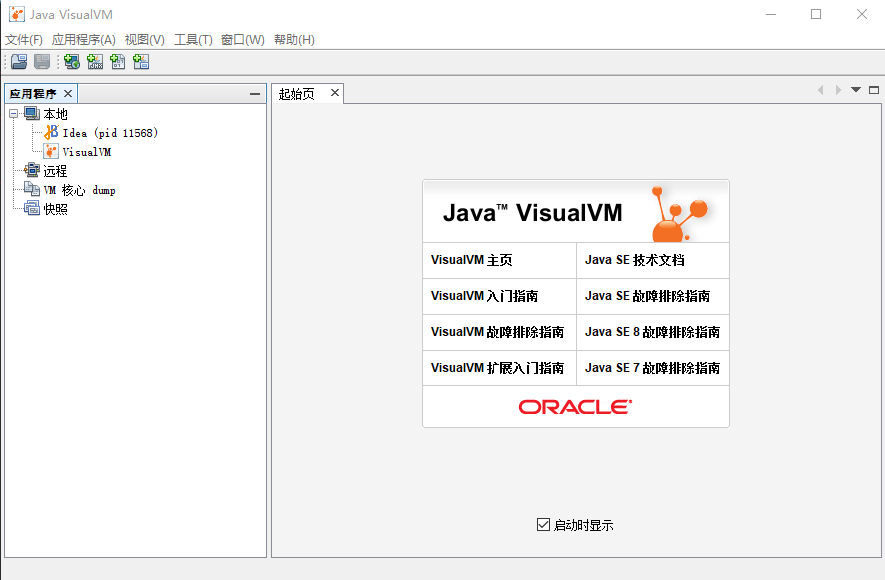 Java VisualVM
文件(F) 应用程序(A) 视图(V) 工具(T) 窗口(W) 帮助(H)
应用程序
本地
Idea (pid 11568)
VisualVM
远程
VM 核心 dump
快照
起始页
Java™ VisualVM
VisualVM 主页
Java SE 技术文档
VisualVM 入门指南
Java SE 故障排除指南
VisualVM 故障排除指南
Java SE 8 故障排除指南
VisualVM 扩展入门指南
Java SE 7 故障排除指南
ORACLE
启动时显示